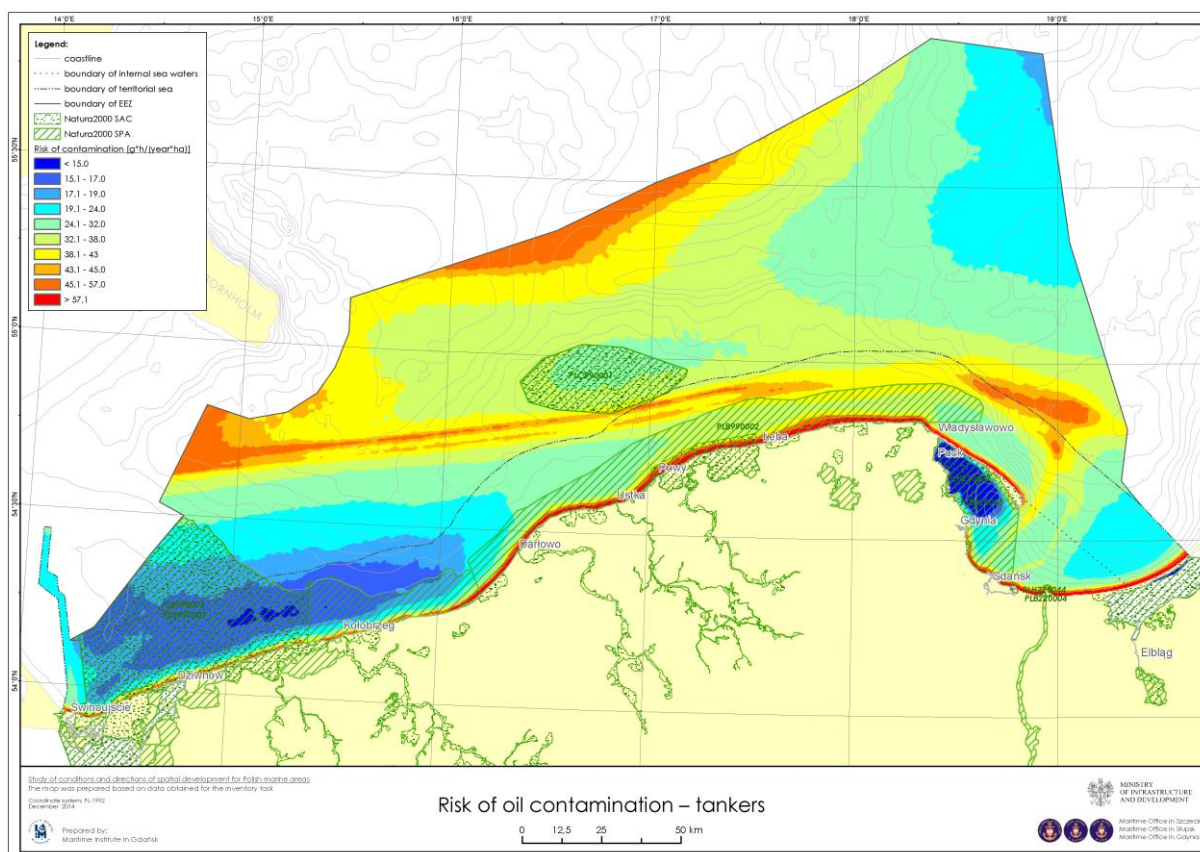 14°0'E 15°0'E 16°0'E 17°0'E 18°0'E 19°0'E
Legend:
coastline
boundary of internal sea waters
boundary of territorial sea
boundary of EEZ
Natura2000 SAC
Natura2000 SPA
Risk of contamination [g*h/(year*ha)]
< 15.0
15.1 - 17.0
17.1 - 19.0
19.1 - 24.0
24.1 - 32.0
32.1 - 38.0
38.1 - 43
43.1 - 45.0
45.1 - 57.0
> 57.1
55°30'N
55°0'N
54°30'N
54°0'N
ORNHOLM
PLB990002
Władysławowo
Łeba
Puck
Rowy
Ustka
Gdynia
Darłowo
Gdańsk
PLB220004
Kołobrzeg
Elbląg
Dziwnów
Świnoujście
Study of conditions and directions of spatial development for Polish marine areas
The map was prepared based on data obtained for the inventory task
Coordinate system: PL-1992
December 2014
Prepared by:
Maritime Institute in Gdańsk
Risk of oil contamination – tankers
0 12,5 25 50 km
MINISTRY
OF INFRASTRUCTURE
AND DEVELOPMENT
Maritime Office in Szczecin
Maritime Office in Słupsk
Maritime Office in Gdynia